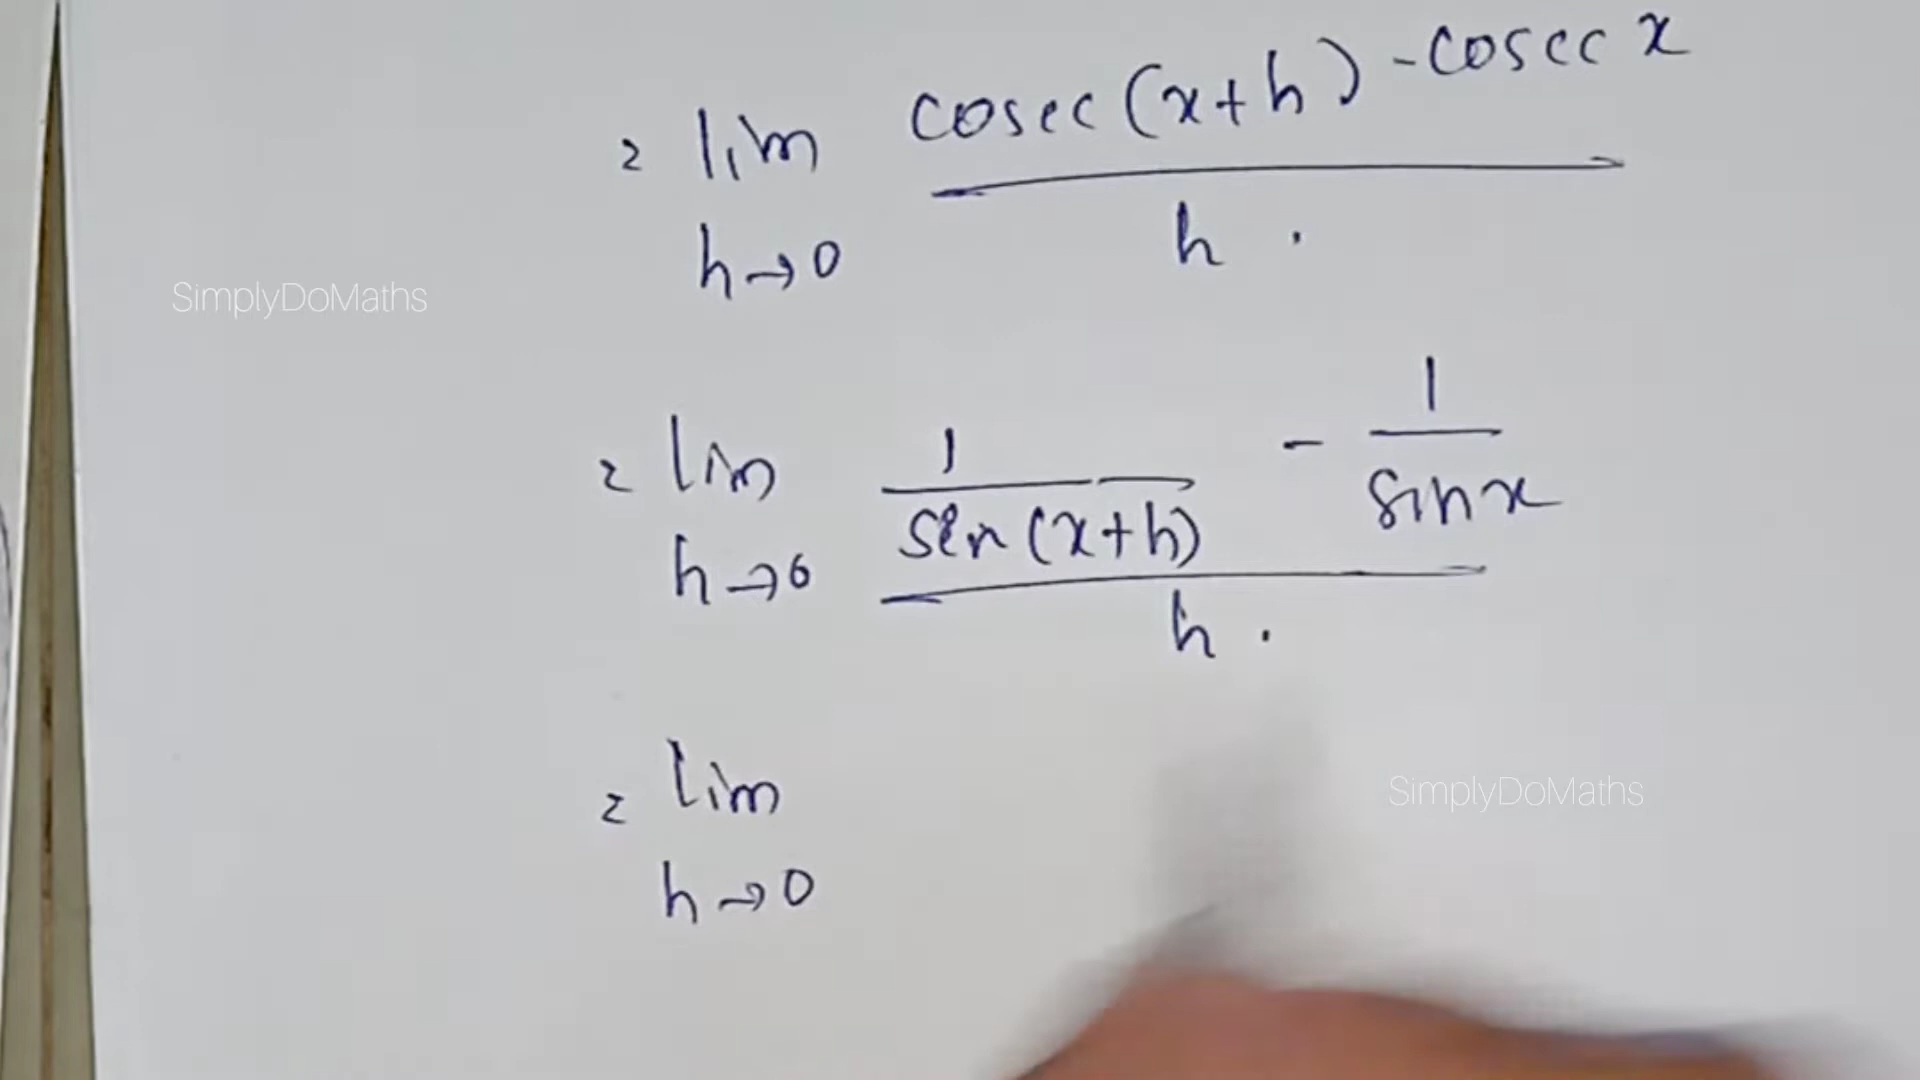 = lim cosec(x+h) - cosec x
h→0 h.
SimplyDoMaths
= lim 1/sin(x+h) - 1/sin x
h→0 h.
= lim
SimplyDoMaths
h→0